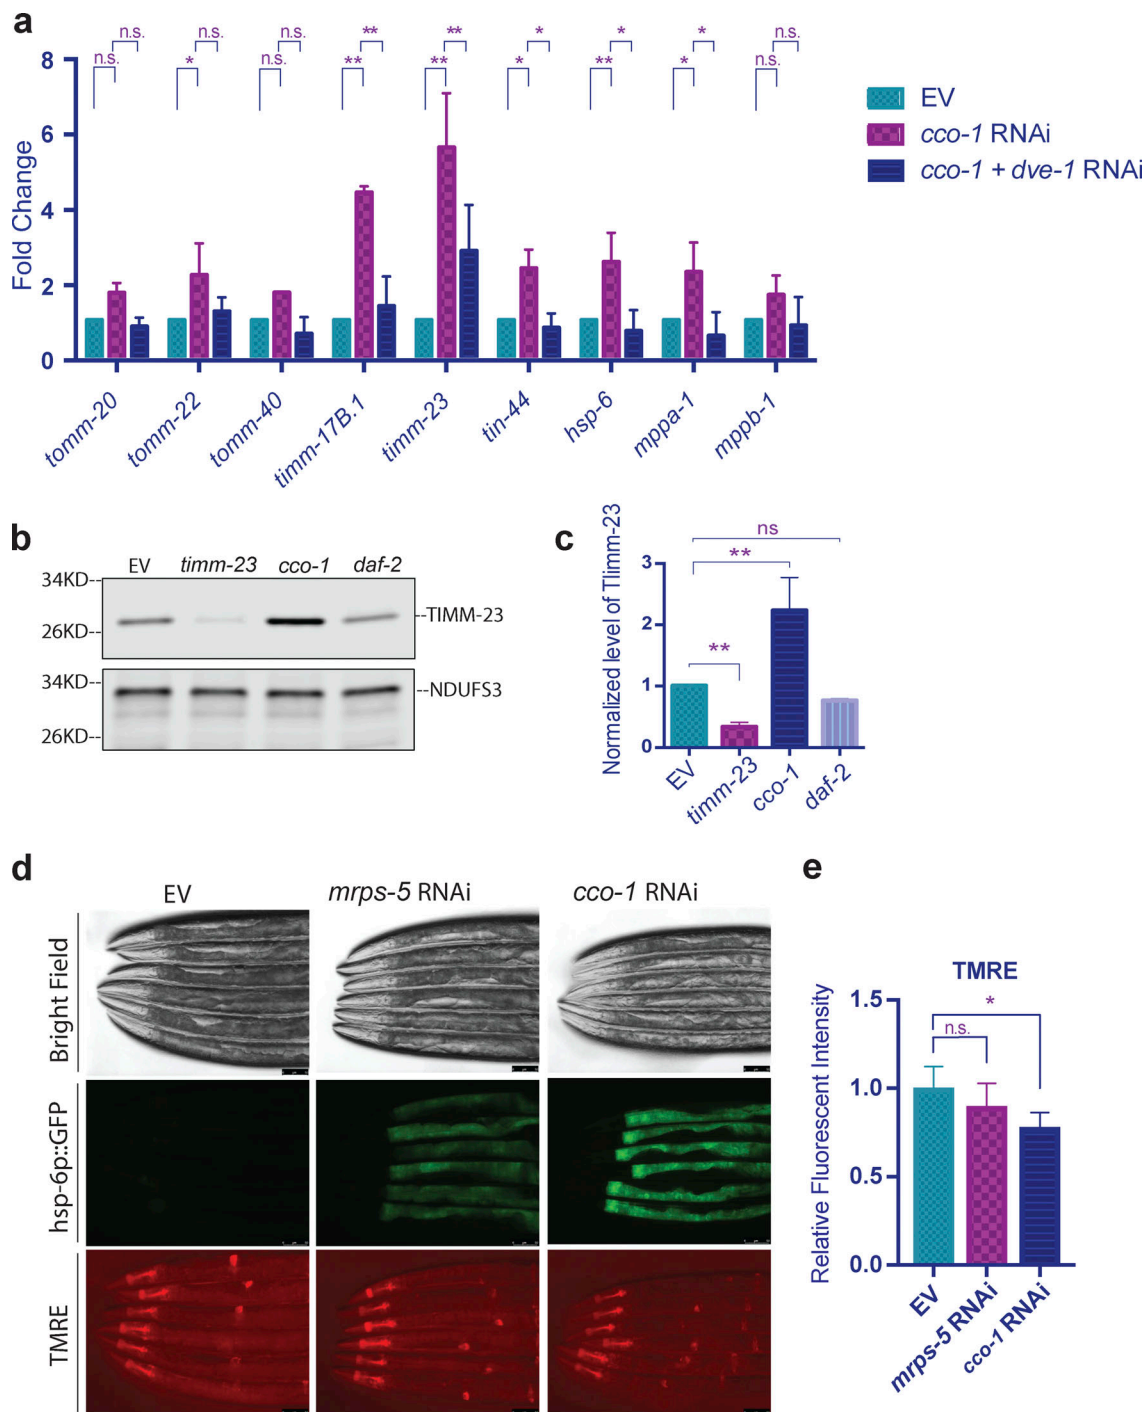 a
n.s. n.s. n.s. ** ** * * * n.s.
n.s. * n.s. ** ** * ** * n.s.
8
6
4
2
0
Fold Change
EV
cco-1 RNAi
cco-1 + dve-1 RNAi
tomm-20
tomm-22
tomm-40
timm-17B.1
timm-23
tin-44
hsp-6
mppa-1
mppb-1
b
EV timm-23 cco-1 daf-2
34KD--
26KD--
--TIMM-23
34KD--
26KD--
--NDUFS3
c
Normalized level of TIimm-23
ns
**
**
3
2
1
0
EV
timm-23
cco-1
daf-2
d
EV mrps-5 RNAi cco-1 RNAi
Bright Field
hsp-6p::GFP
TMRE
e
TMRE
*
n.s.
Relative Fluorescent Intensity
1.5
1.0
0.5
0.0
EV
mrps-5 RNAi
cco-1 RNAi